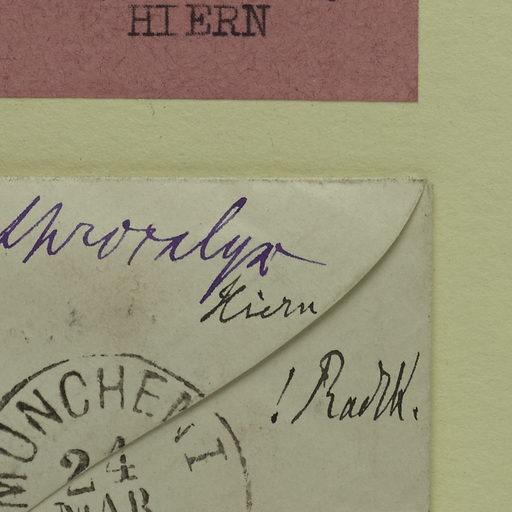 HIERN
Hiern
! Radlk.
MÜNCHEN I
24
MAR